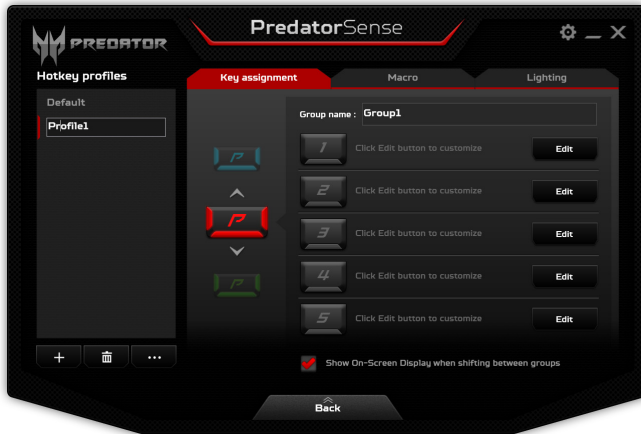 PREDATOR
PredatorSense
Hotkey profiles
Default
Profile1
Key assignment
Macro
Lighting
Group name : Group1
1 Click Edit button to customize Edit
2 Click Edit button to customize Edit
3 Click Edit button to customize Edit
4 Click Edit button to customize Edit
5 Click Edit button to customize Edit
P
P
P
Show On-Screen Display when shifting between groups
Back